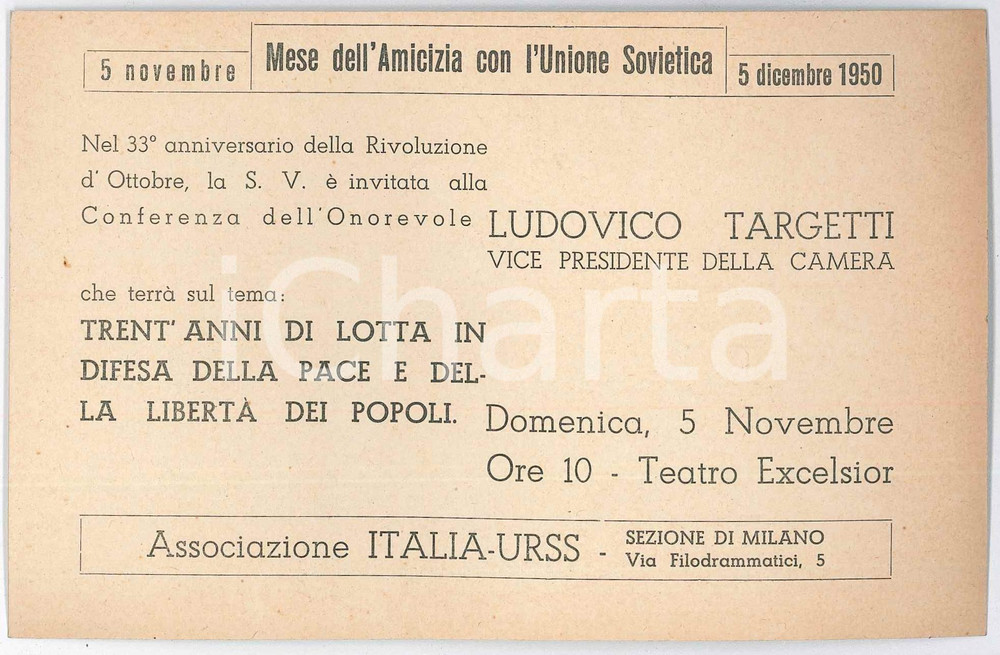 5 novembre
Mese dell'Amicizia con l'Unione Sovietica
5 dicembre 1950
Nel 33° anniversario della Rivoluzione
d' Ottobre, la S. V. è invitata alla
Conferenza dell'Onorevole
LUDOVICO TARGETTI
VICE PRESIDENTE DELLA CAMERA
che terrà sul tema:
TRENT' ANNI DI LOTTA IN
DIFESA DELLA PACE E DEL-
LA LIBERTÀ DEI POPOLI.
Domenica, 5 Novembre
Ore 10 - Teatro Excelsior
Associazione ITALIA-URSS -
SEZIONE DI MILANO
Via Filodrammatici, 5
iCharta